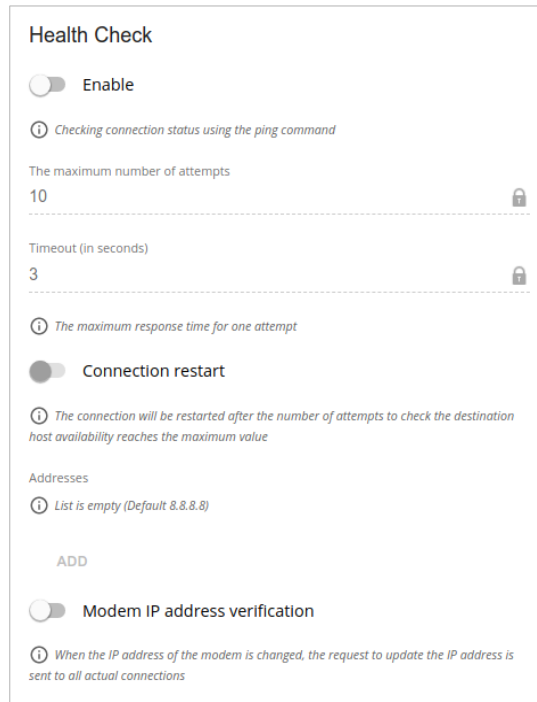 Health Check
Enable
Checking connection status using the ping command
The maximum number of attempts
10
Timeout (in seconds)
3
The maximum response time for one attempt
Connection restart
The connection will be restarted after the number of attempts to check the destination
host availability reaches the maximum value
Addresses
List is empty (Default 8.8.8.8)
ADD
Modem IP address verification
When the IP address of the modem is changed, the request to update the IP address is
sent to all actual connections